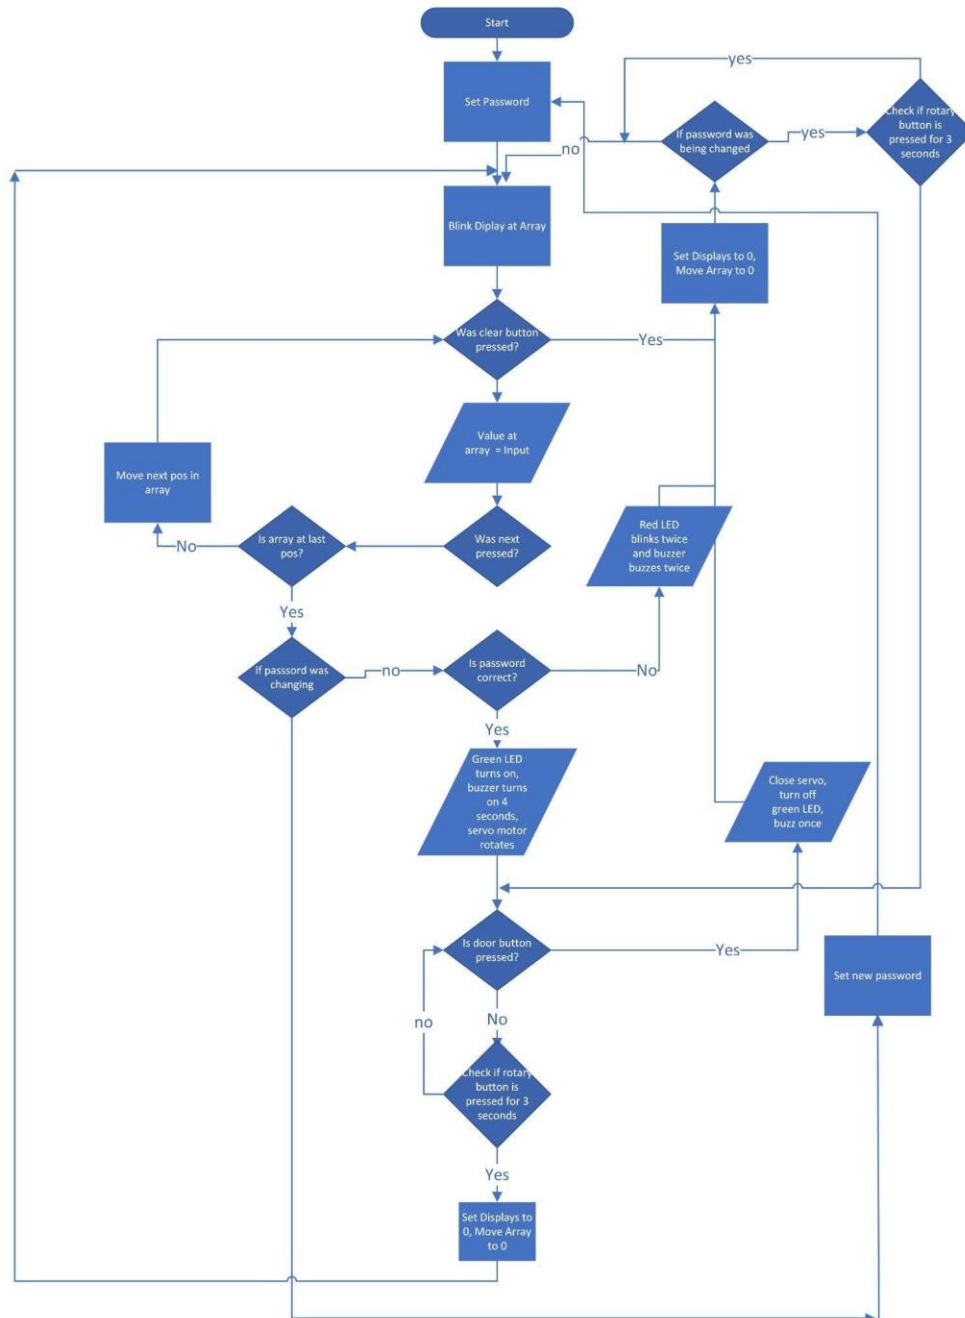 Start
yes
Set Password
Check if rotary
button is
pressed for 3
seconds
If password was
being changed
yes
no
Blink Diplay at Array
Set Displays to 0,
Move Array to 0
Was clear button
pressed?
Yes
Value at
array = Input
Move next pos in
array
Red LED
blinks twice
and buzzer
buzzes twice
Is array at last
pos?
No
Was next
pressed?
Yes
if passsord was
changing
no
Is password
correct?
No
Yes
Green LED
turns on,
buzzer turns
on 4
seconds,
servo motor
rotates
Close servo,
turn off
green LED,
buzz once
Is door button
pressed?
Yes
Set new password
no
No
Check if rotary
button is
pressed for 3
seconds
Yes
Set Displays to
0, Move Array
to 0